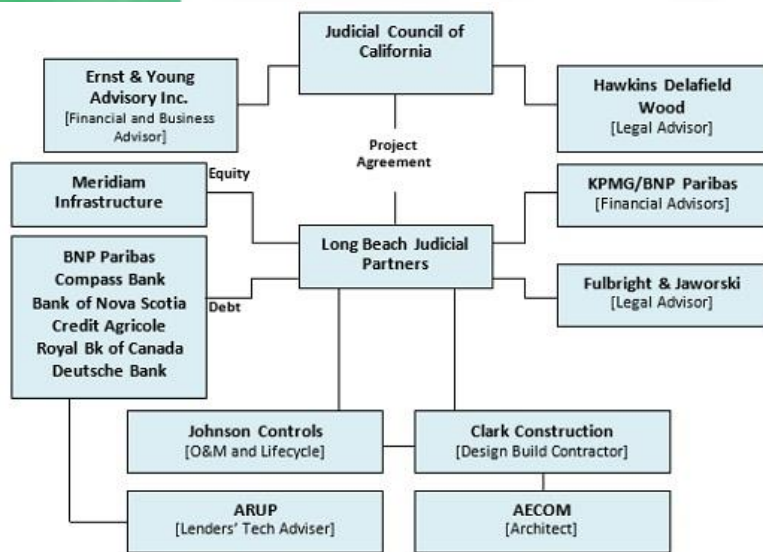 Judicial Council of
California
Ernst & Young
Advisory Inc.
[Financial and Business
Advisor]
Hawkins Delafield
Wood
[Legal Advisor]
Project
Agreement
Equity
Meridiam
Infrastructure
KPMG/BNP Paribas
[Financial Advisors]
Long Beach Judicial
Partners
BNP Paribas
Compass Bank
Bank of Nova Scotia
Credit Agricole
Royal Bk of Canada
Deutsche Bank
Debt
Fulbright & Jaworski
[Legal Advisor]
Johnson Controls
[O&M and Lifecycle]
Clark Construction
[Design Build Contractor]
ARUP
[Lenders' Tech Adviser]
AECOM
[Architect]